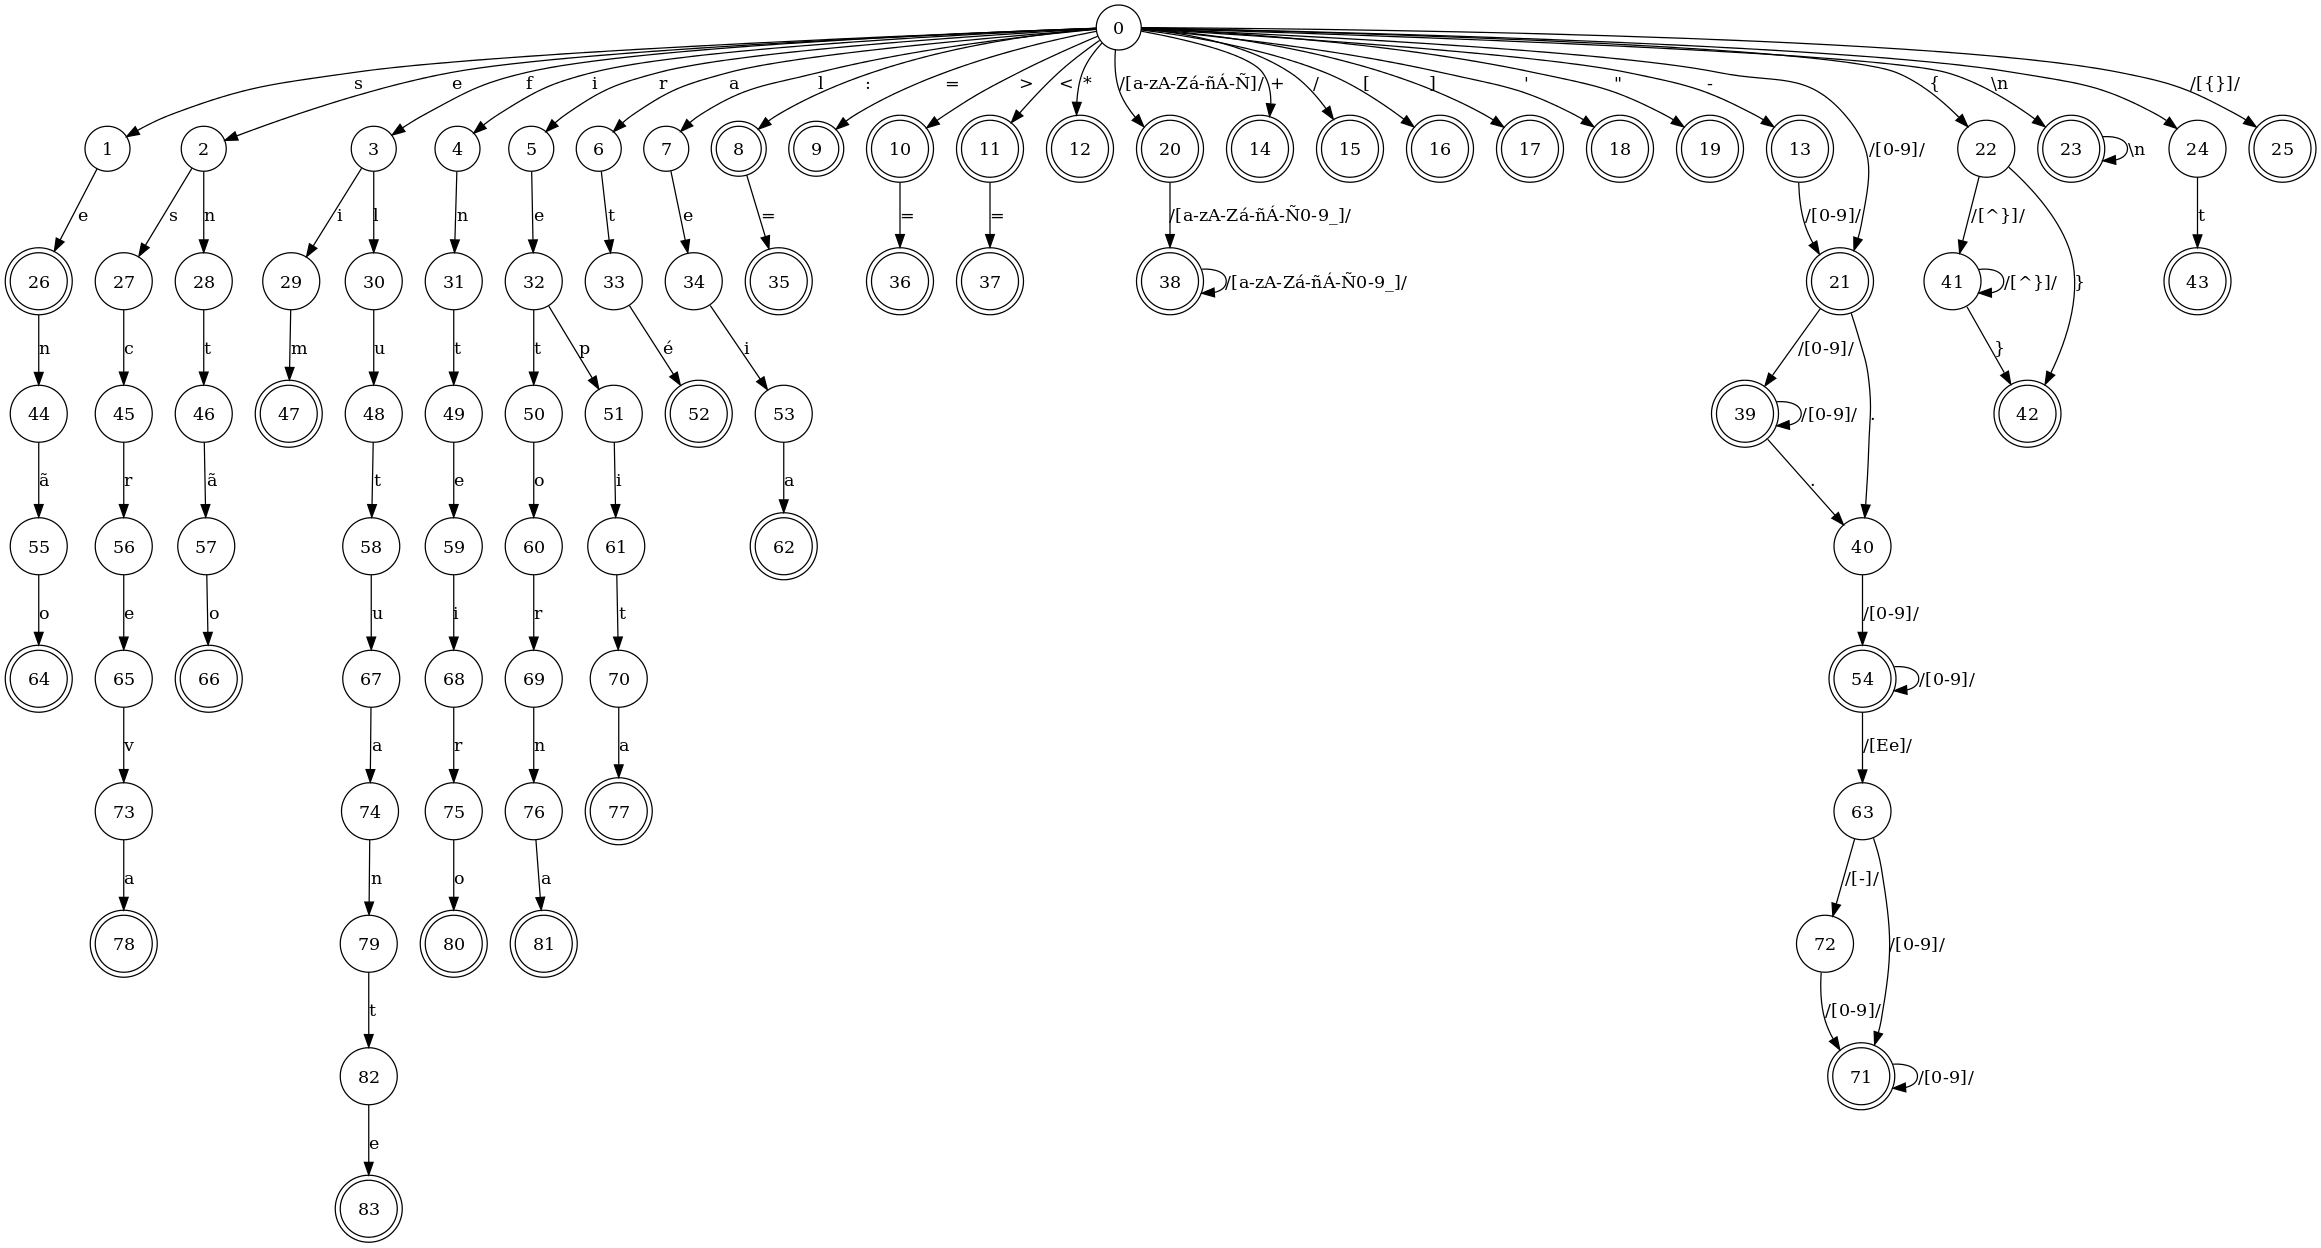 0
s e f i r a l : = > < * /[a-zA-Zá-ñÁ-Ñ]/ + / [ ] ' " - { \n /[{}]/
1 2 3 4 5 6 7 8 9 10 11 12 20 14 15 16 17 18 19 13 /[0-9]/ 22 23 \n 24 25
e s n i l n e t e = = = /[a-zA-Zá-ñÁ-Ñ0-9_]/ /[0-9]/ /[^}]/ t
26 27 28 29 30 31 32 33 34 35 36 37 38 /[a-zA-Zá-ñÁ-Ñ0-9_]/ 21 41 /[^}]/ } 43
n c t m u t t p é i /[0-9]/ }
44 45 46 47 48 49 50 51 52 53 39 /[0-9]/ . 42
ã r ã t e o i a .
55 56 57 58 59 60 61 62 40
o e o u i r t /[0-9]/
64 65 66 67 68 69 70 54 /[0-9]/
v a r n a /[Ee]/
73 74 75 76 77 63
a n o a /[-]/
78 79 80 81 72 /[0-9]/
t /[0-9]/
82 71 /[0-9]/
e
83